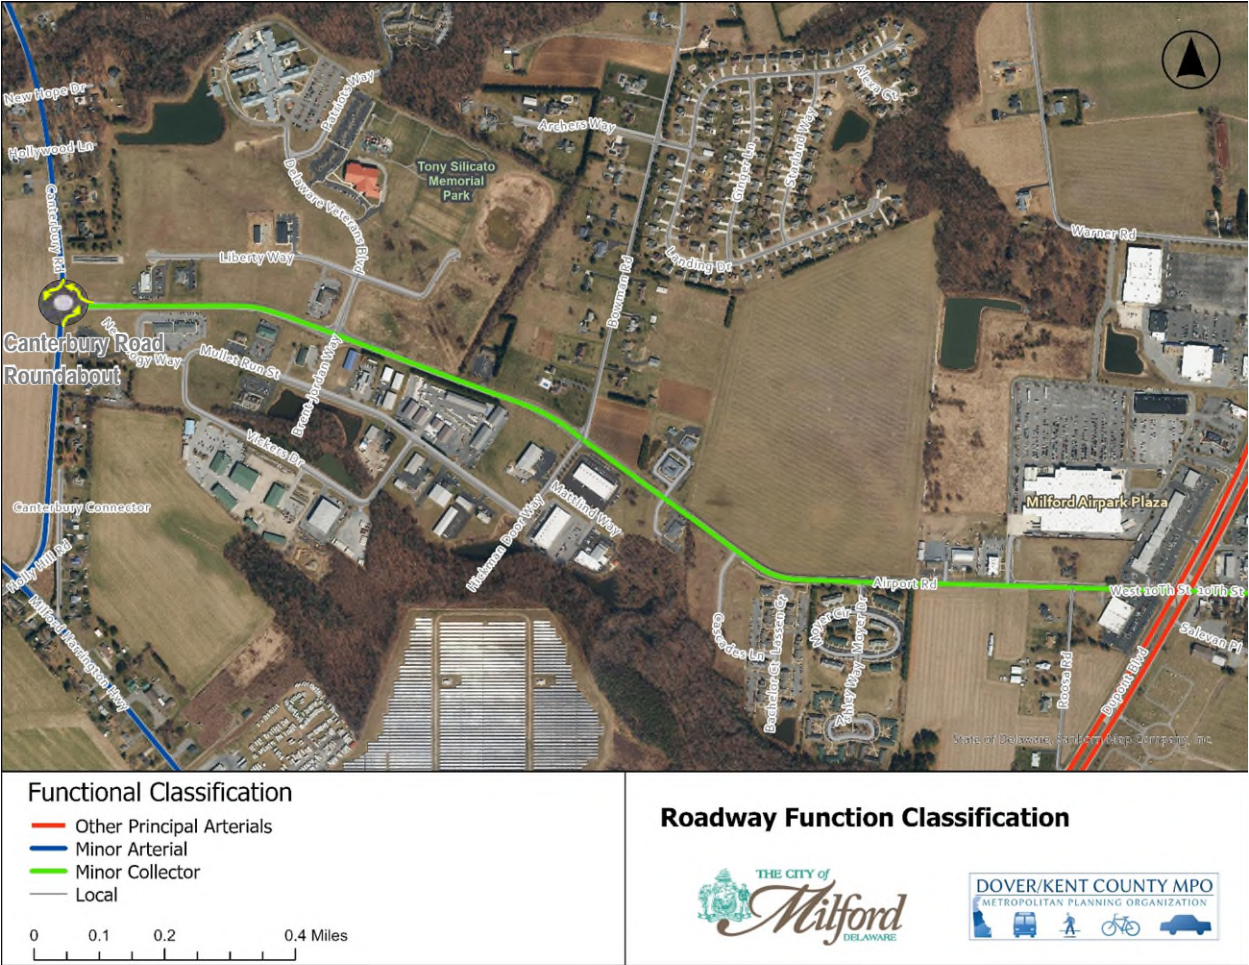 New Hope Dr
Hollywood Ln
Canterbury Rd
Patriots Way
Delaware Veterans Blvd
Tony Silicato
Memorial
Park
Archers Way
Alexa Ct
Ginger Ln
Starland Way
Landing Dr
Warner Rd
Liberty Way
Bowman Rd
Canterbury Road
Roundabout
Mullet Run St
Brent-Jordan Way
Vickers Dr
Canterbury Connector
Holly Hill Rd
Milford Harrington Hwy
Hickman Door Way
Mattlind Way
Milford Airpark Plaza
Airport Rd
West 10Th St
10Th St
Salevan Pl
Cascades Ln
Bachelor Ct
Lassen Ct
Moyer Cir
Moyer Dr
Roosa Rd
Dupont Blvd
State of Delaware, Sanborn Map Company, Inc.
Functional Classification
Other Principal Arterials
Minor Arterial
Minor Collector
Local
0 0.1 0.2 0.4 Miles
Roadway Function Classification
THE CITY of
Milford
DELAWARE
DOVER/KENT COUNTY MPO
METROPOLITAN PLANNING ORGANIZATION